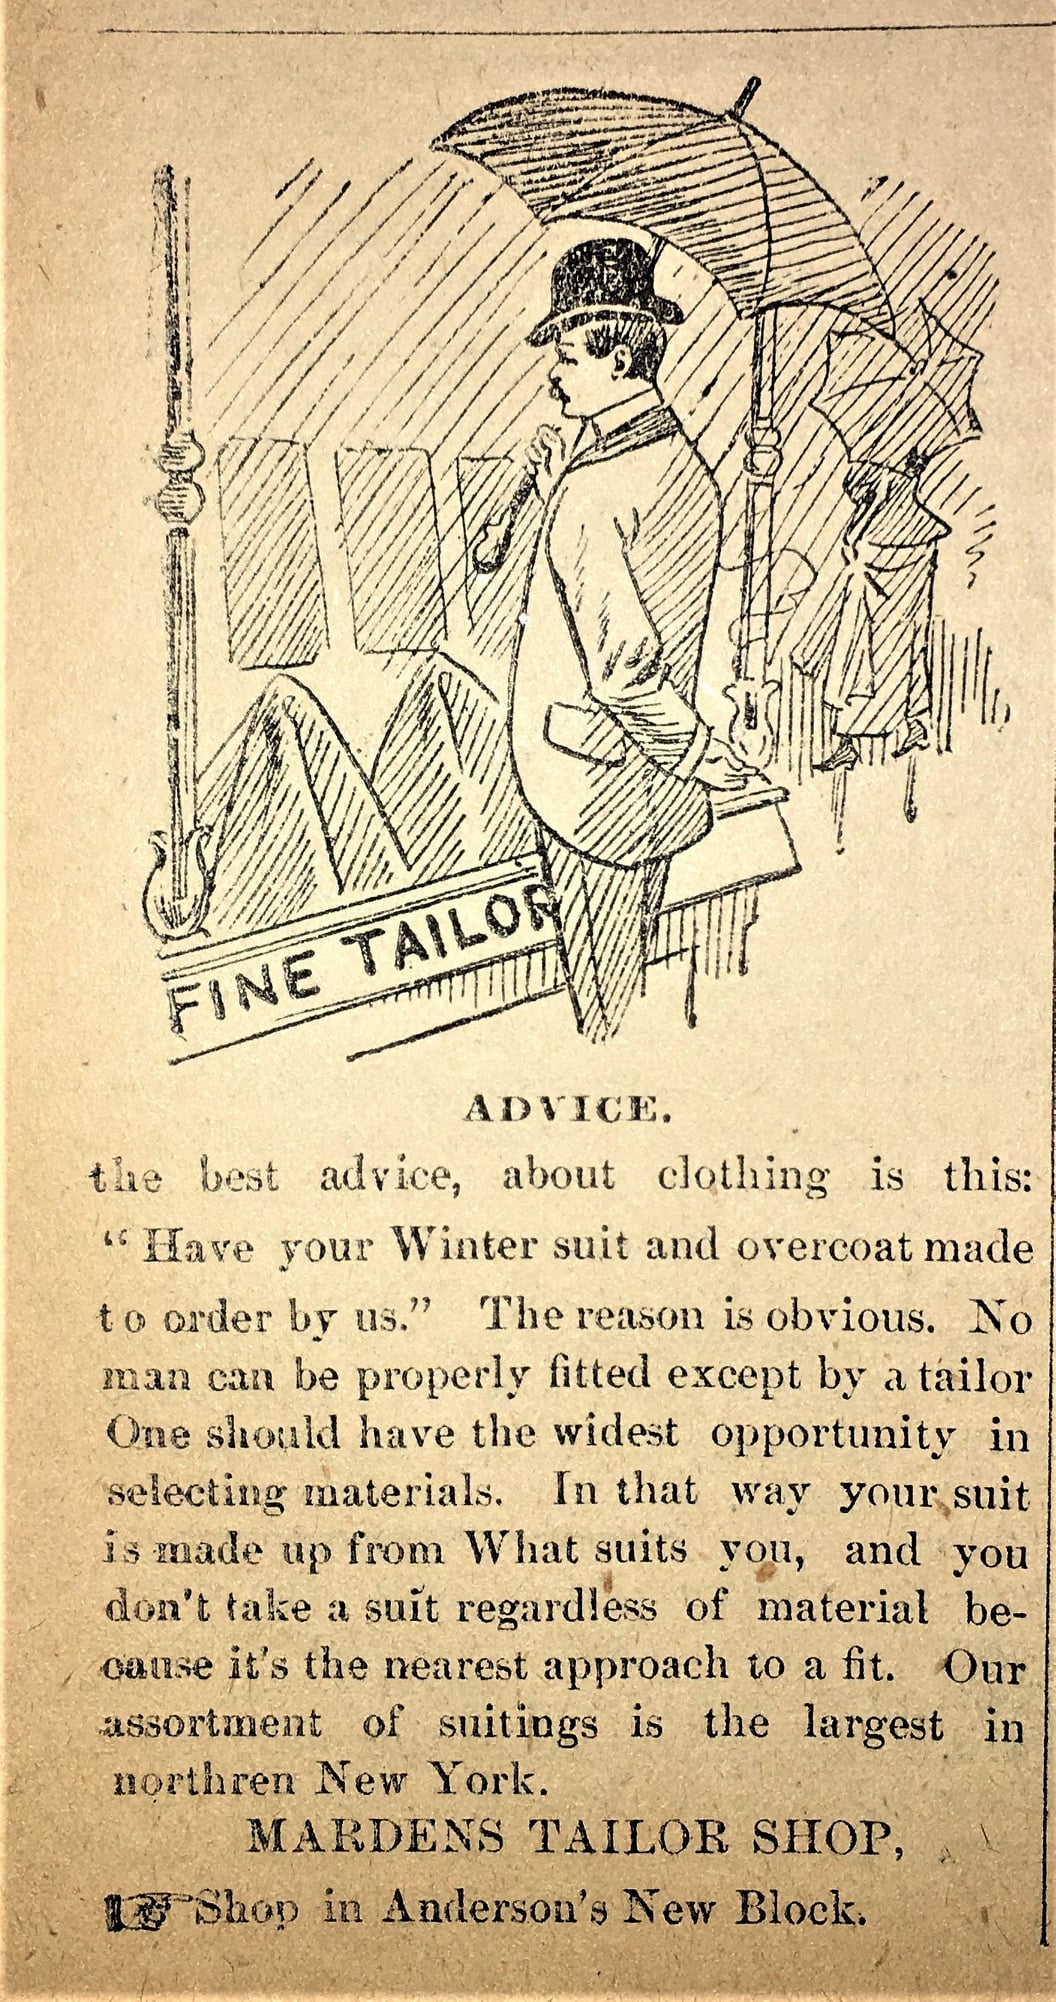 FINE TAILOR
ADVICE.
the best advice, about clothing is this:
“Have your Winter suit and overcoat made
to order by us.” The reason is obvious. No
man can be properly fitted except by a tailor
One should have the widest opportunity in
selecting materials. In that way your suit
is made up from What suits you, and you
don't take a suit regardless of material be-
cause it's the nearest approach to a fit. Our
assortment of suitings is the largest in
northren New York.
MARDENS TAILOR SHOP,
☞ Shop in Anderson's New Block.